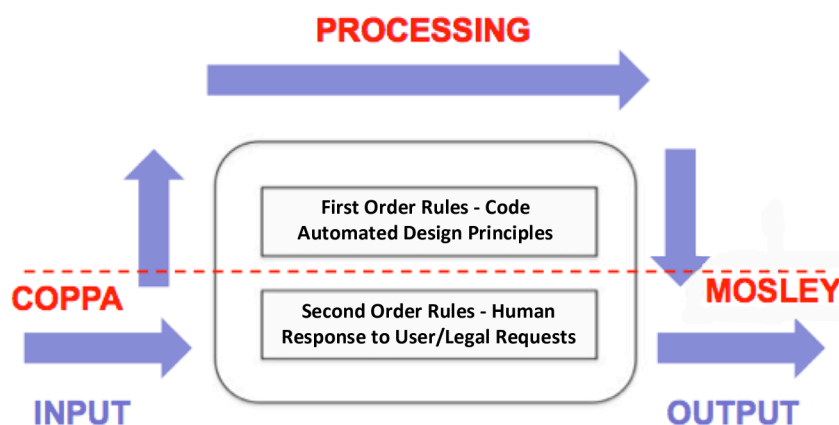 PROCESSING
First Order Rules - Code
Automated Design Principles
COPPA
MOSLEY
Second Order Rules - Human
Response to User/Legal Requests
INPUT
OUTPUT